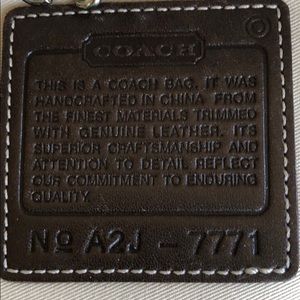 ©
COACH
THIS IS A COACH BAG. IT WAS
HANDCRAFTED IN CHINA FROM
THE FINEST MATERIALS TRIMMED
WITH GENUINE LEATHER. ITS
SUPERIOR CRAFTSMANSHIP AND
ATTENTION TO DETAIL REFLECT
OUR COMMITMENT TO ENDURING
QUALITY.
Nº A2J - 7771